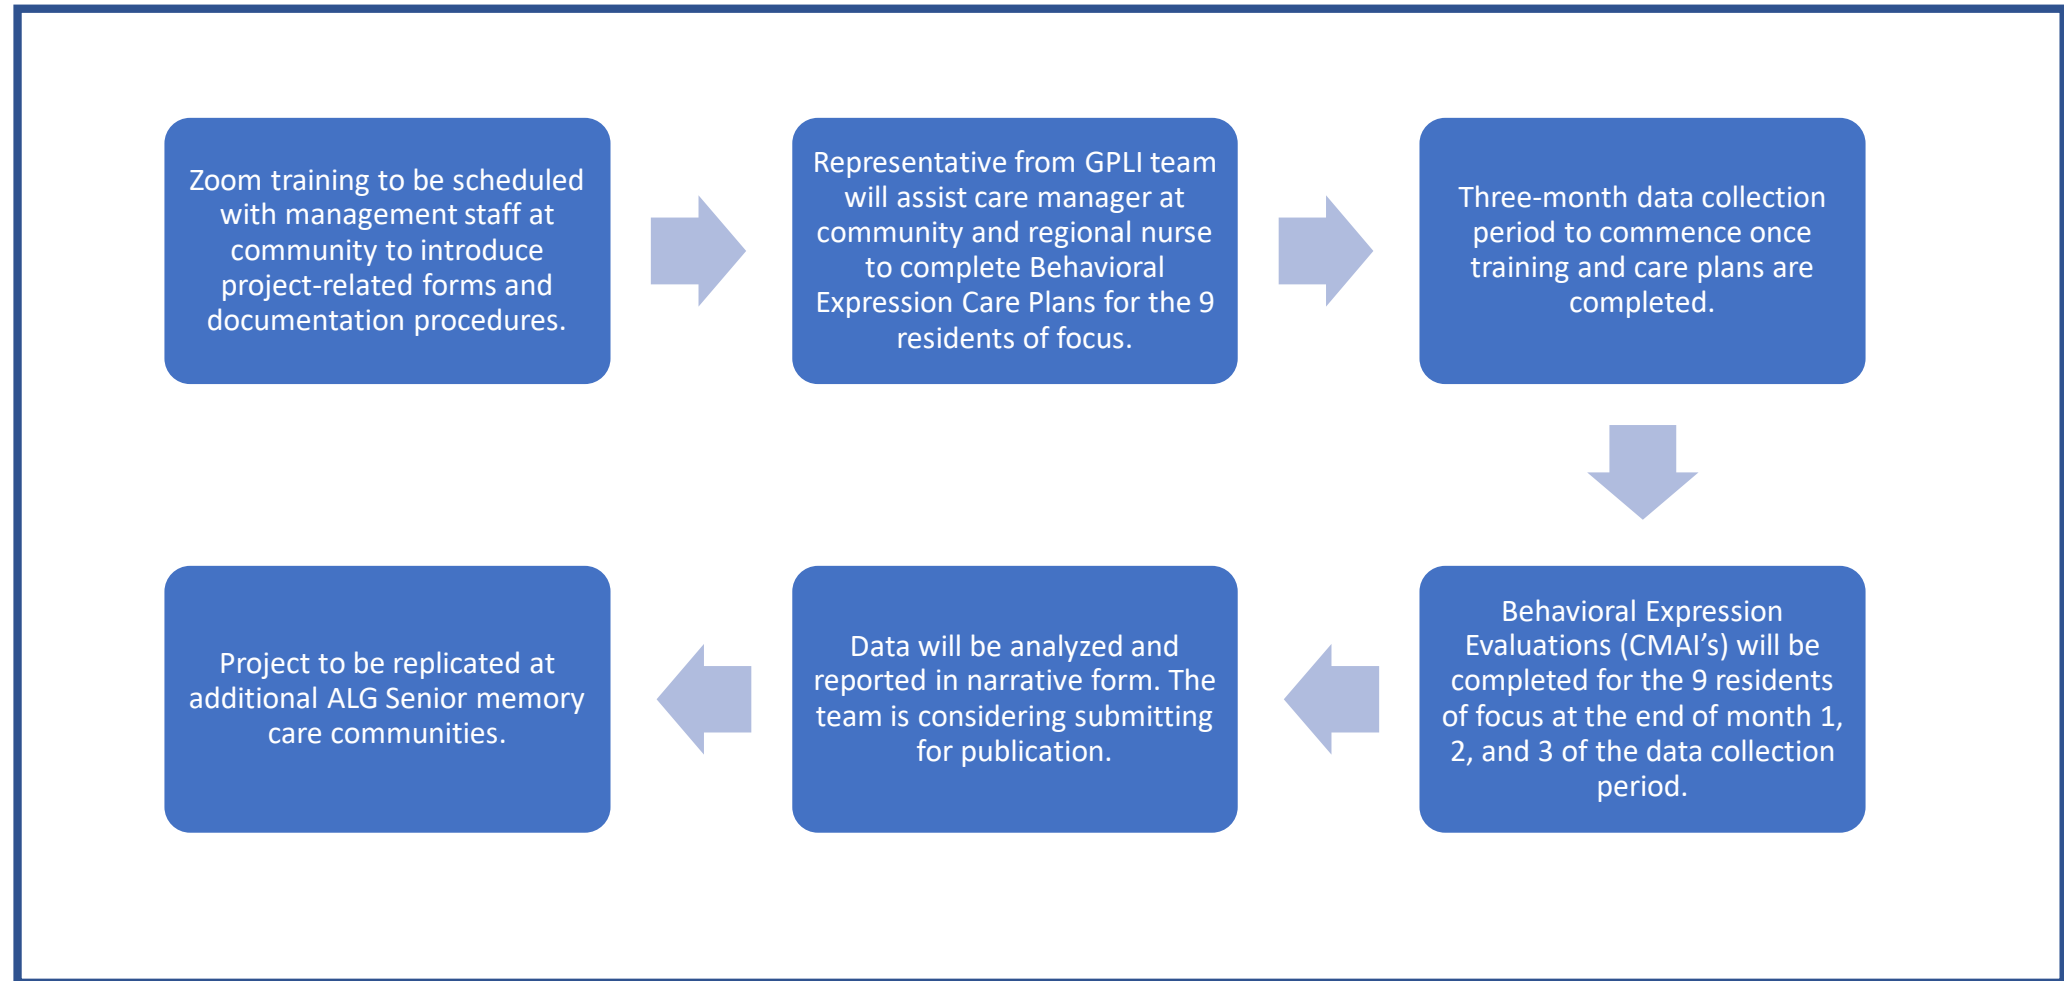 Zoom training to be scheduled
with management staff at
community to introduce
project-related forms and
documentation procedures.
Representative from GPLI team
will assist care manager at
community and regional nurse
to complete Behavioral
Expression Care Plans for the 9
residents of focus.
Three-month data collection
period to commence once
training and care plans are
completed.
Behavioral Expression
Evaluations (CMAI’s) will be
completed for the 9 residents
of focus at the end of month 1,
2, and 3 of the data collection
period.
Data will be analyzed and
reported in narrative form. The
team is considering submitting
for publication.
Project to be replicated at
additional ALG Senior memory
care communities.